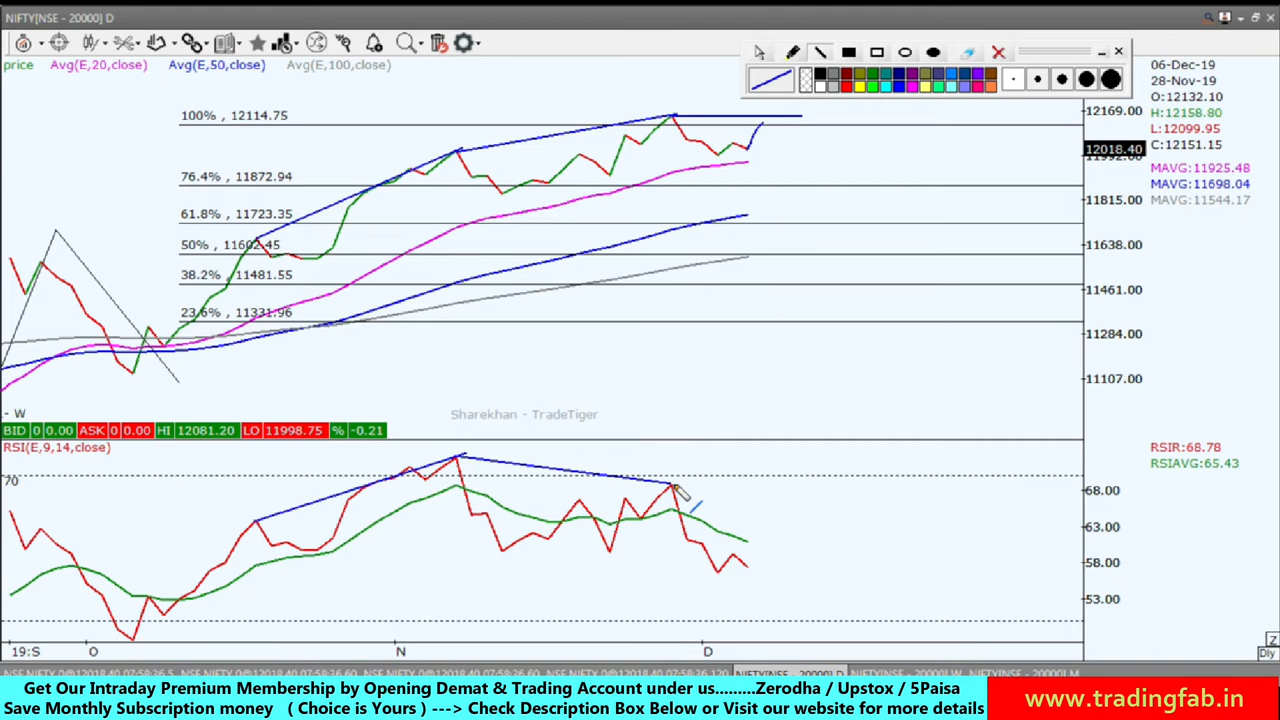 NIFTY[NSE - 20000] D
price Avg(E,20,close) Avg(E,50,close) Avg(E,100,close)
06-Dec-19
28-Nov-19
O:12132.10
H:12158.80
L:12099.95
C:12151.15
MAVG:11925.48
MAVG:11698.04
MAVG:11544.17
100% , 12114.75
76.4% , 11872.94
61.8% , 11723.35
50% , 11602.45
38.2% , 11481.55
23.6% , 11331.96
12169.00
12018.40
11992.00
11815.00
11638.00
11461.00
11284.00
11107.00
- W
Sharekhan - TradeTiger
BID 0 0.00 ASK 0 0.00 HI 12081.20 LO 11998.75 % -0.21
RSI(E,9,14,close)
RSIR:68.78
RSIAVG:65.43
70
68.00
63.00
58.00
53.00
19:S O N D
Z
Dly
NIFTY[NSE - 20000] D
Get Our Intraday Premium Membership by Opening Demat & Trading Account under us.........Zerodha / Upstox / 5Paisa
Save Monthly Subscription money ( Choice is Yours ) ---> Check Description Box Below or Visit our website for more details
www.tradingfab.in